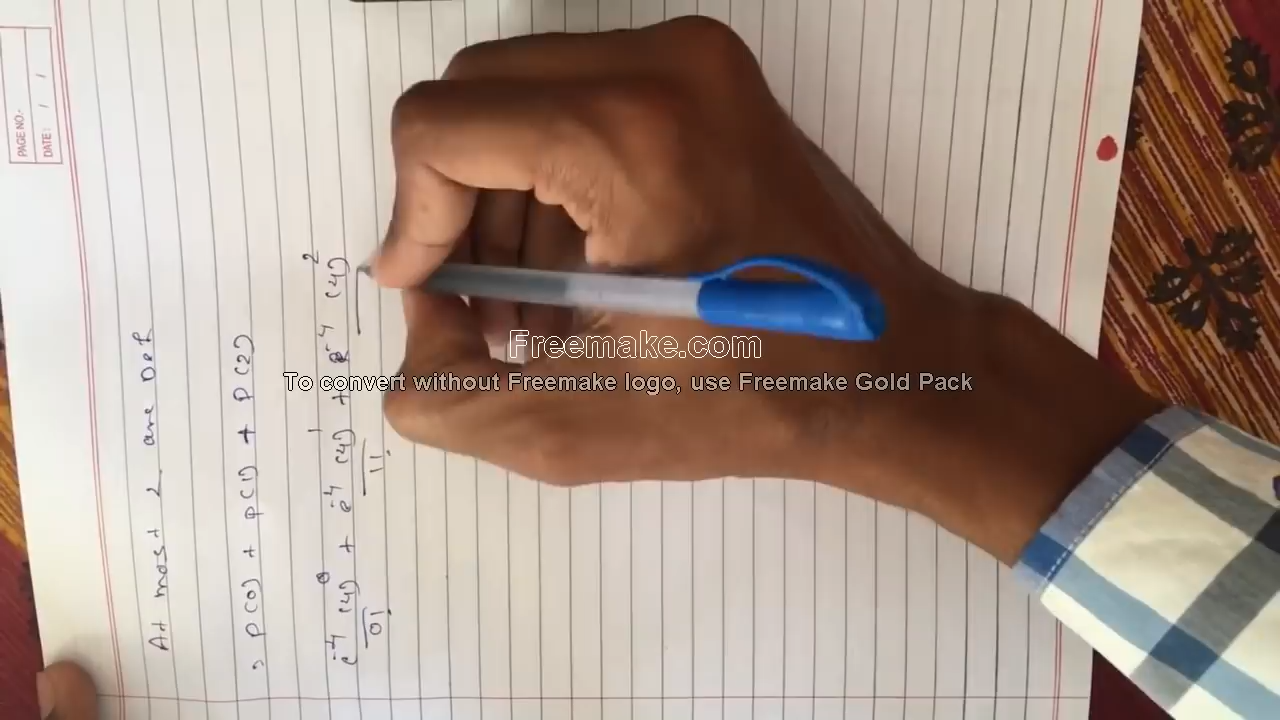 PAGE NO.-
DATE: / /
At most 2 are Def
= P(0) + P(1) + P(2)
e^-4 (4)^0 / 0! + e^-4 (4)^1 / 1! + e^-4 (4)^2
Freemake.com
To convert without Freemake logo, use Freemake Gold Pack